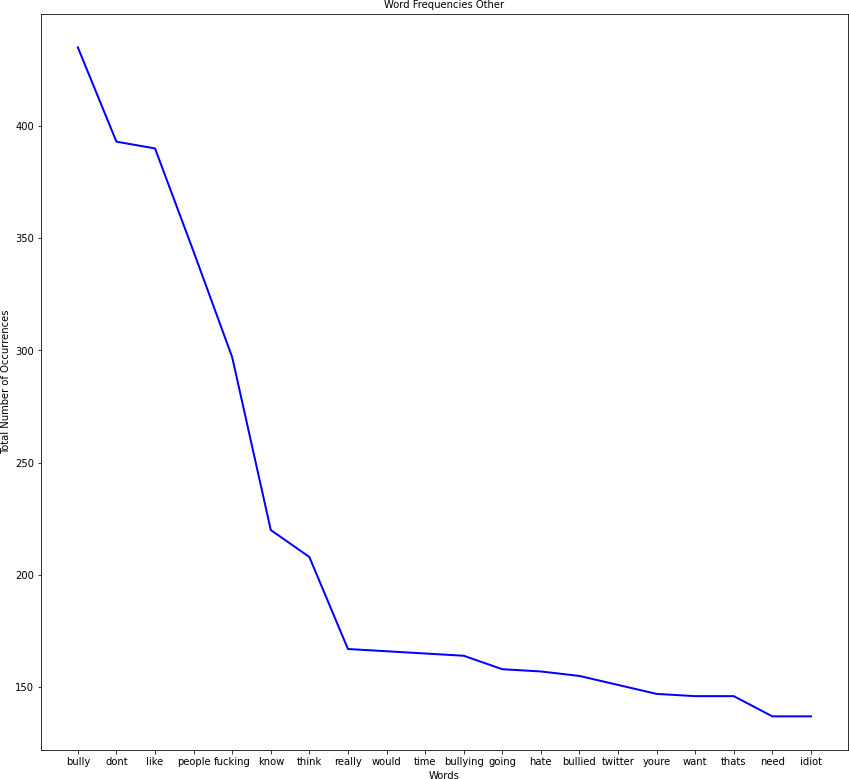 Word Frequencies Other
Total Number of Occurrences
400
350
300
250
200
150
bully dont like people fucking know think really would time bullying going hate bullied twitter youre want thats need idiot
Words